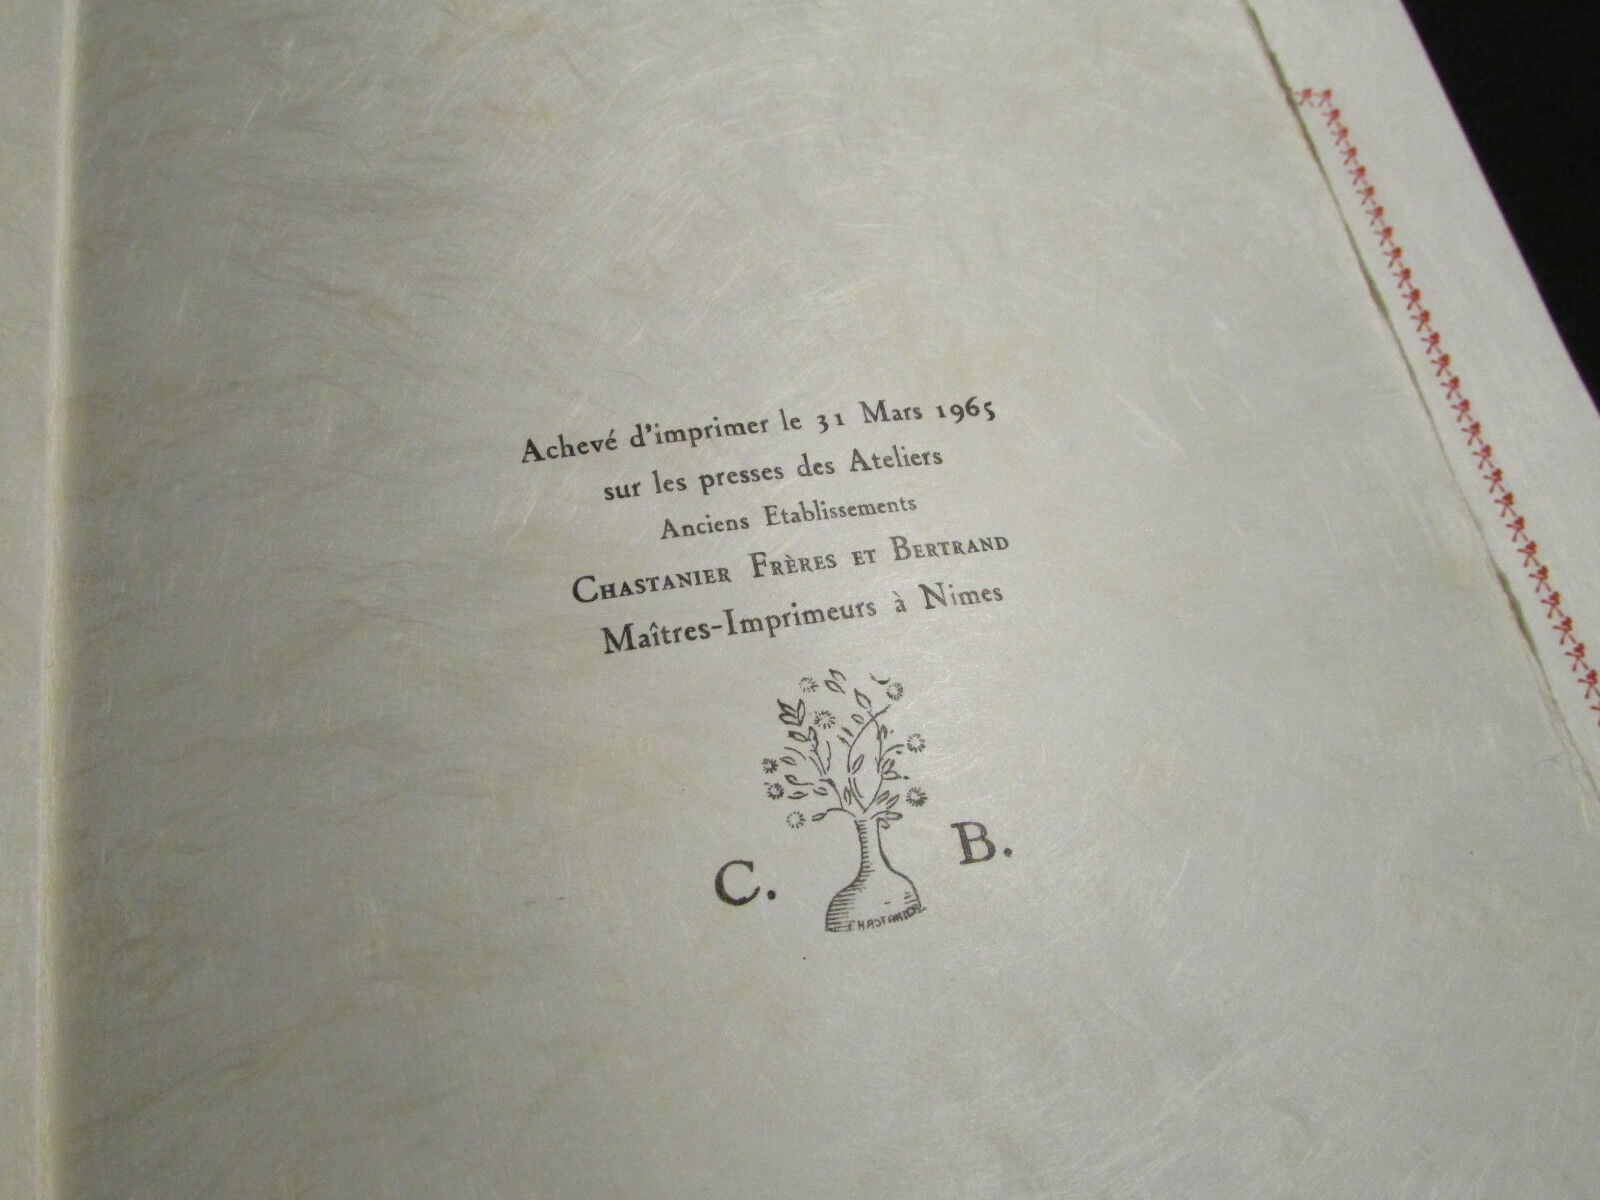 Achevé d'imprimer le 31 Mars 1965
sur les presses des Ateliers
Anciens Etablissements
Chastanier Frères et Bertrand
Maîtres-Imprimeurs à Nimes
C. B.
CHASTANIER